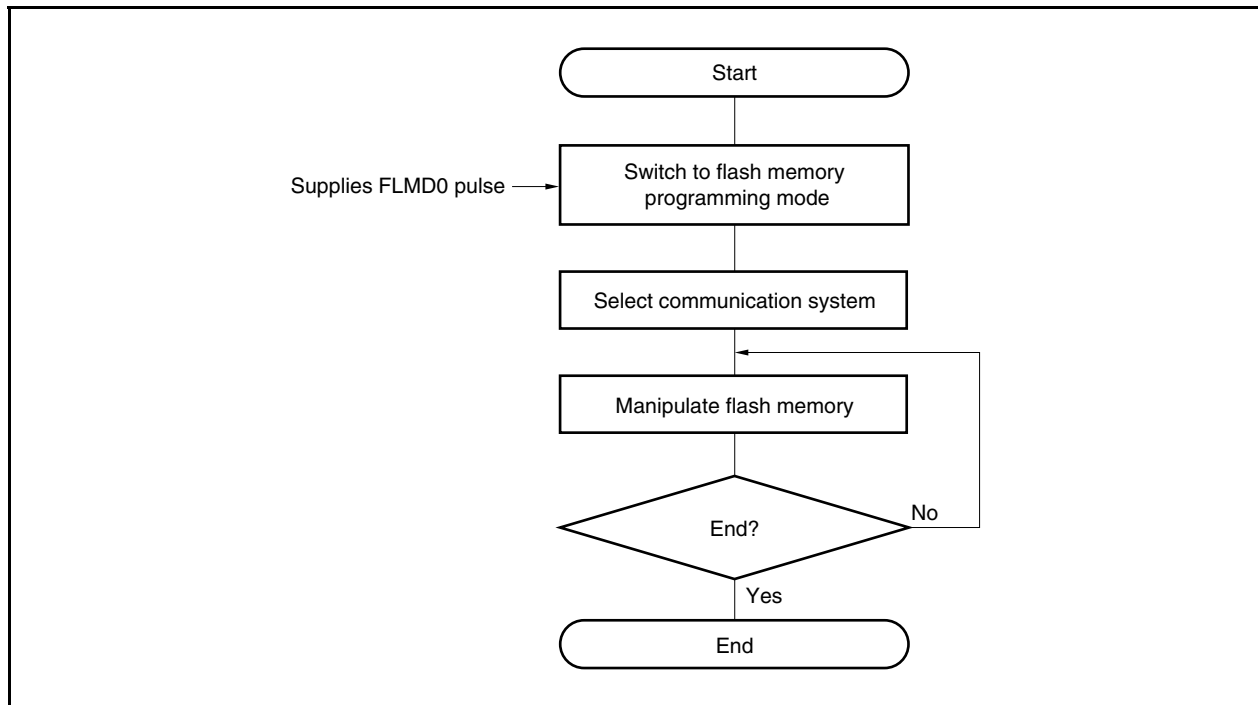 Start
Supplies FLMD0 pulse
Switch to flash memory
programming mode
Select communication system
Manipulate flash memory
End?
No
Yes
End